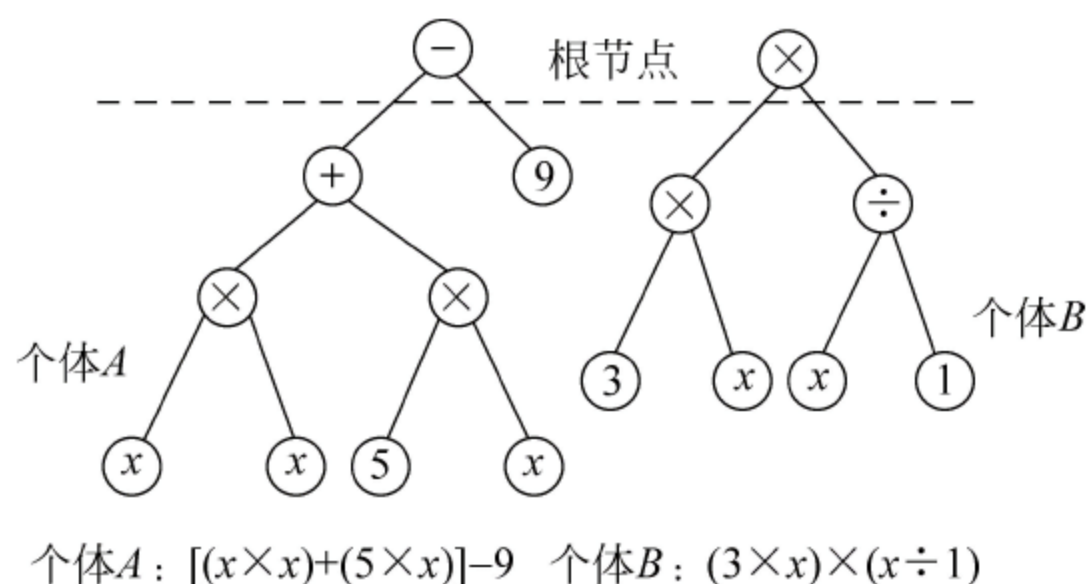 − 根节点 ×
+ 9 × ÷
× × 个体B
个体A 3 x x 1
x x 5 x
个体A：[(x×x)+(5×x)]−9 个体B：(3×x)×(x÷1)